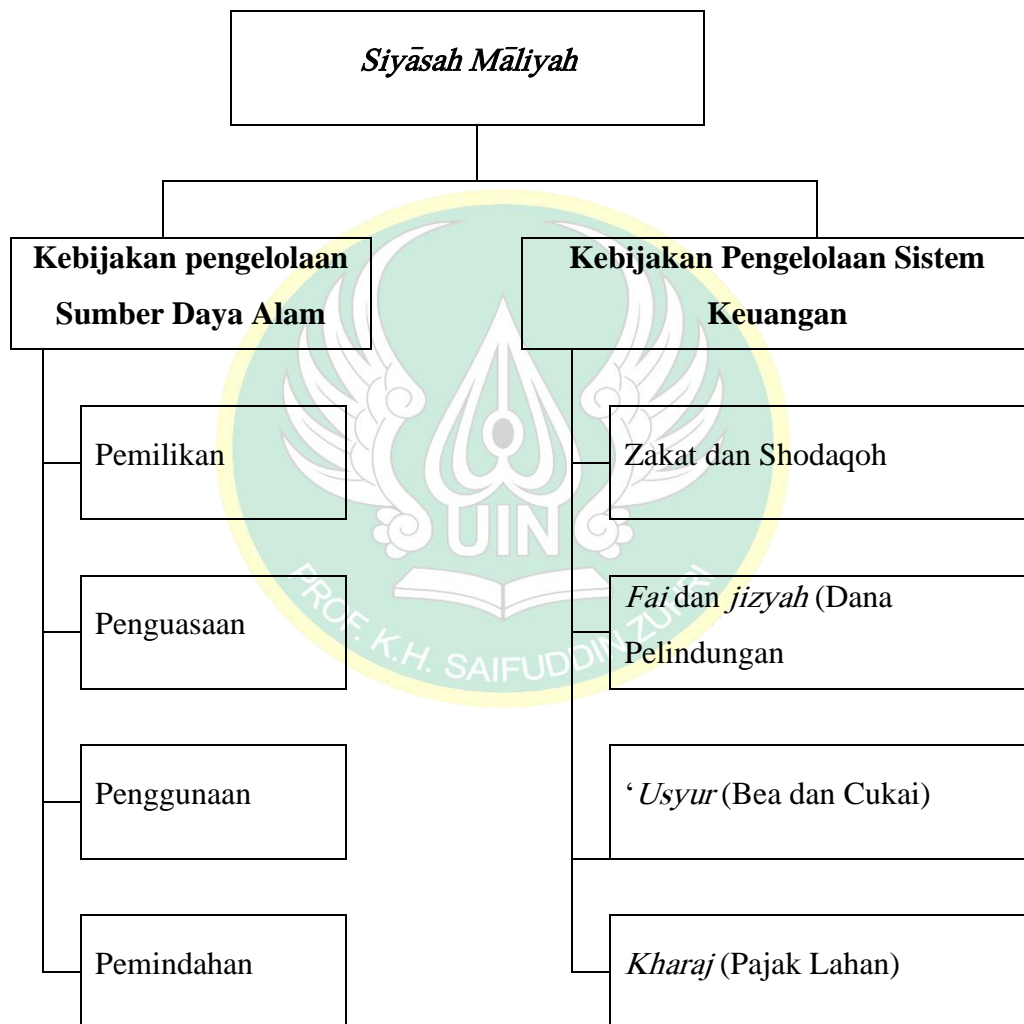 Siyāsah Māliyah
Kebijakan pengelolaan
Sumber Daya Alam
Pemilikan
Penguasaan
Penggunaan
Pemindahan
Kebijakan Pengelolaan Sistem
Keuangan
Zakat dan Shodaqoh
Fai dan jizyah (Dana
Pelindungan
‘Usyur (Bea dan Cukai)
Kharaj (Pajak Lahan)
UIN
PROF. K.H. SAIFUDDIN ZUHRI